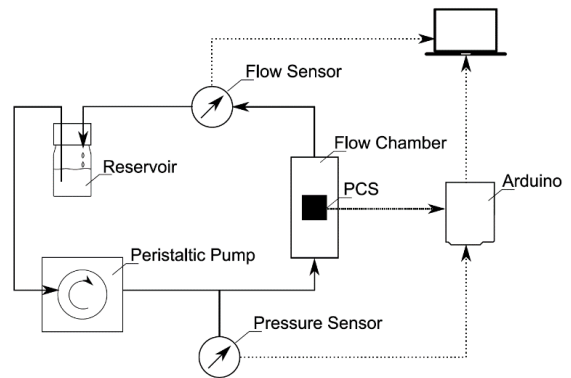 Flow Sensor
Flow Chamber
Reservoir
PCS
Arduino
Peristaltic Pump
Pressure Sensor